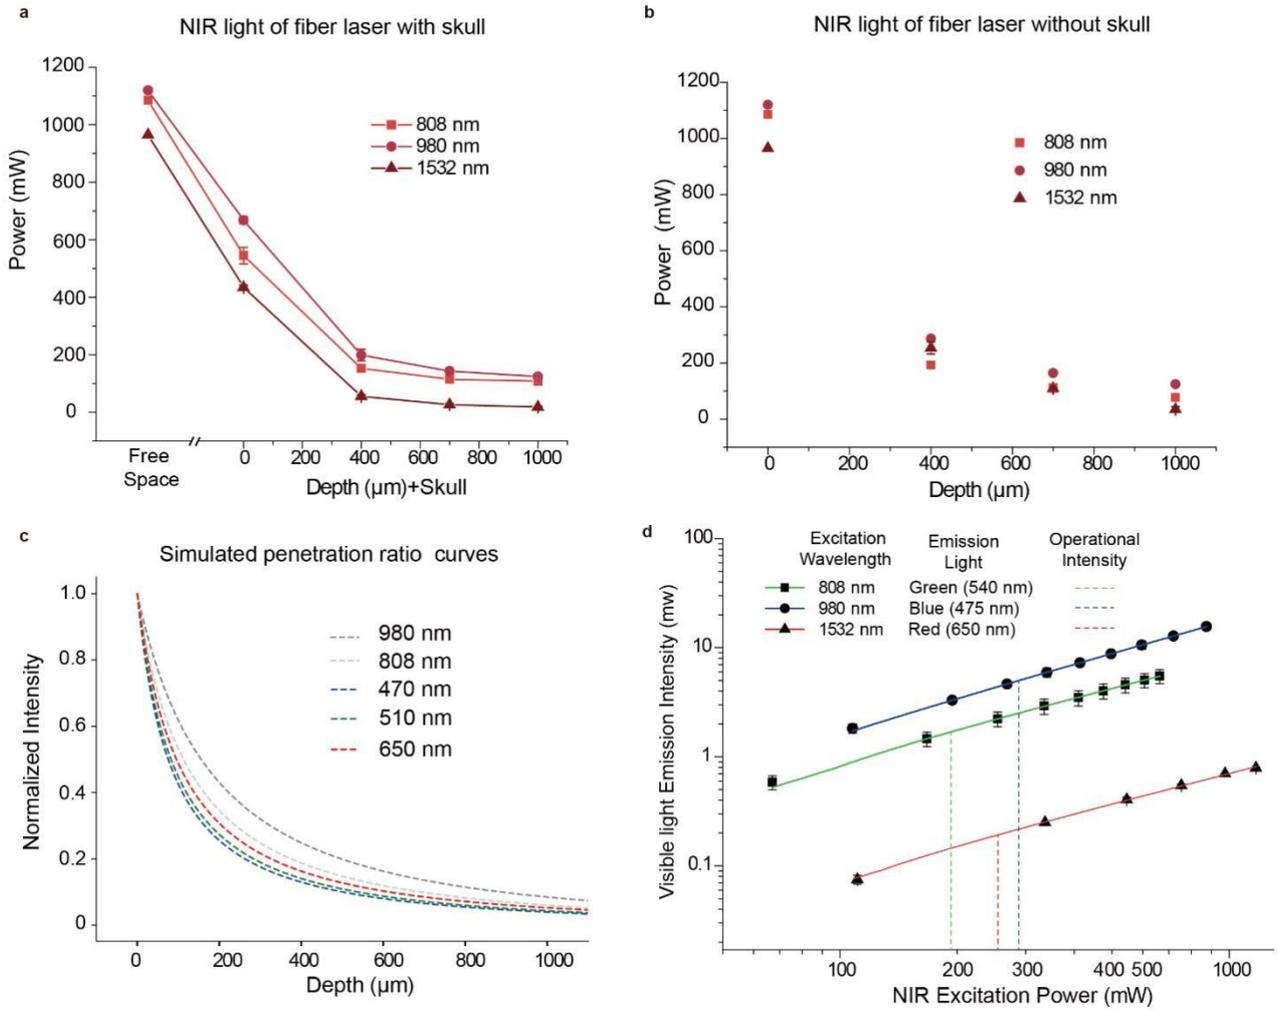 a
NIR light of fiber laser with skull
1200
1000
800
600
400
200
0
Power (mW)
808 nm
980 nm
1532 nm
Free
Space
0 200 400 600 800 1000
Depth (μm)+Skull
b
NIR light of fiber laser without skull
1200
1000
800
600
400
200
0
Power (mW)
808 nm
980 nm
1532 nm
0 200 400 600 800 1000
Depth (μm)
c
Simulated penetration ratio curves
1.0
0.8
0.6
0.4
0.2
0
Normalized Intensity
980 nm
808 nm
470 nm
510 nm
650 nm
0 200 400 600 800 1000
Depth (μm)
d
100
10
1
0.1
Visible light Emission Intensity (mw)
Excitation Emission Operational
Wavelength Light Intensity
808 nm Green (540 nm)
980 nm Blue (475 nm)
1532 nm Red (650 nm)
100 200 300 400 500 1000
NIR Excitation Power (mW)